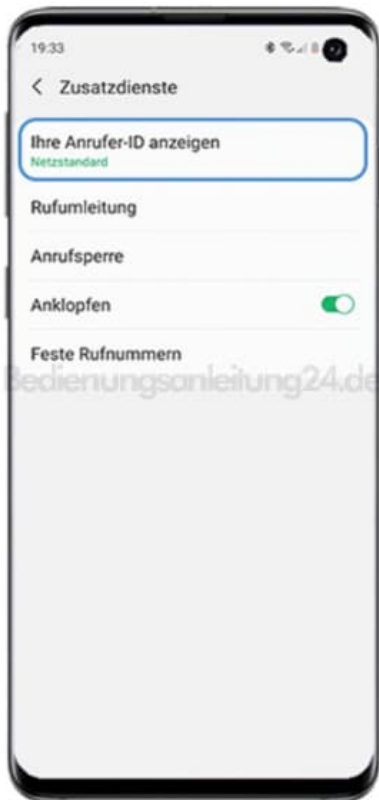 19:33
Zusatzdienste
Ihre Anrufer-ID anzeigen
Netzstandard
Rufumleitung
Anrufsperre
Anklopfen
Feste Rufnummern
Bedienungsanleitung24.de